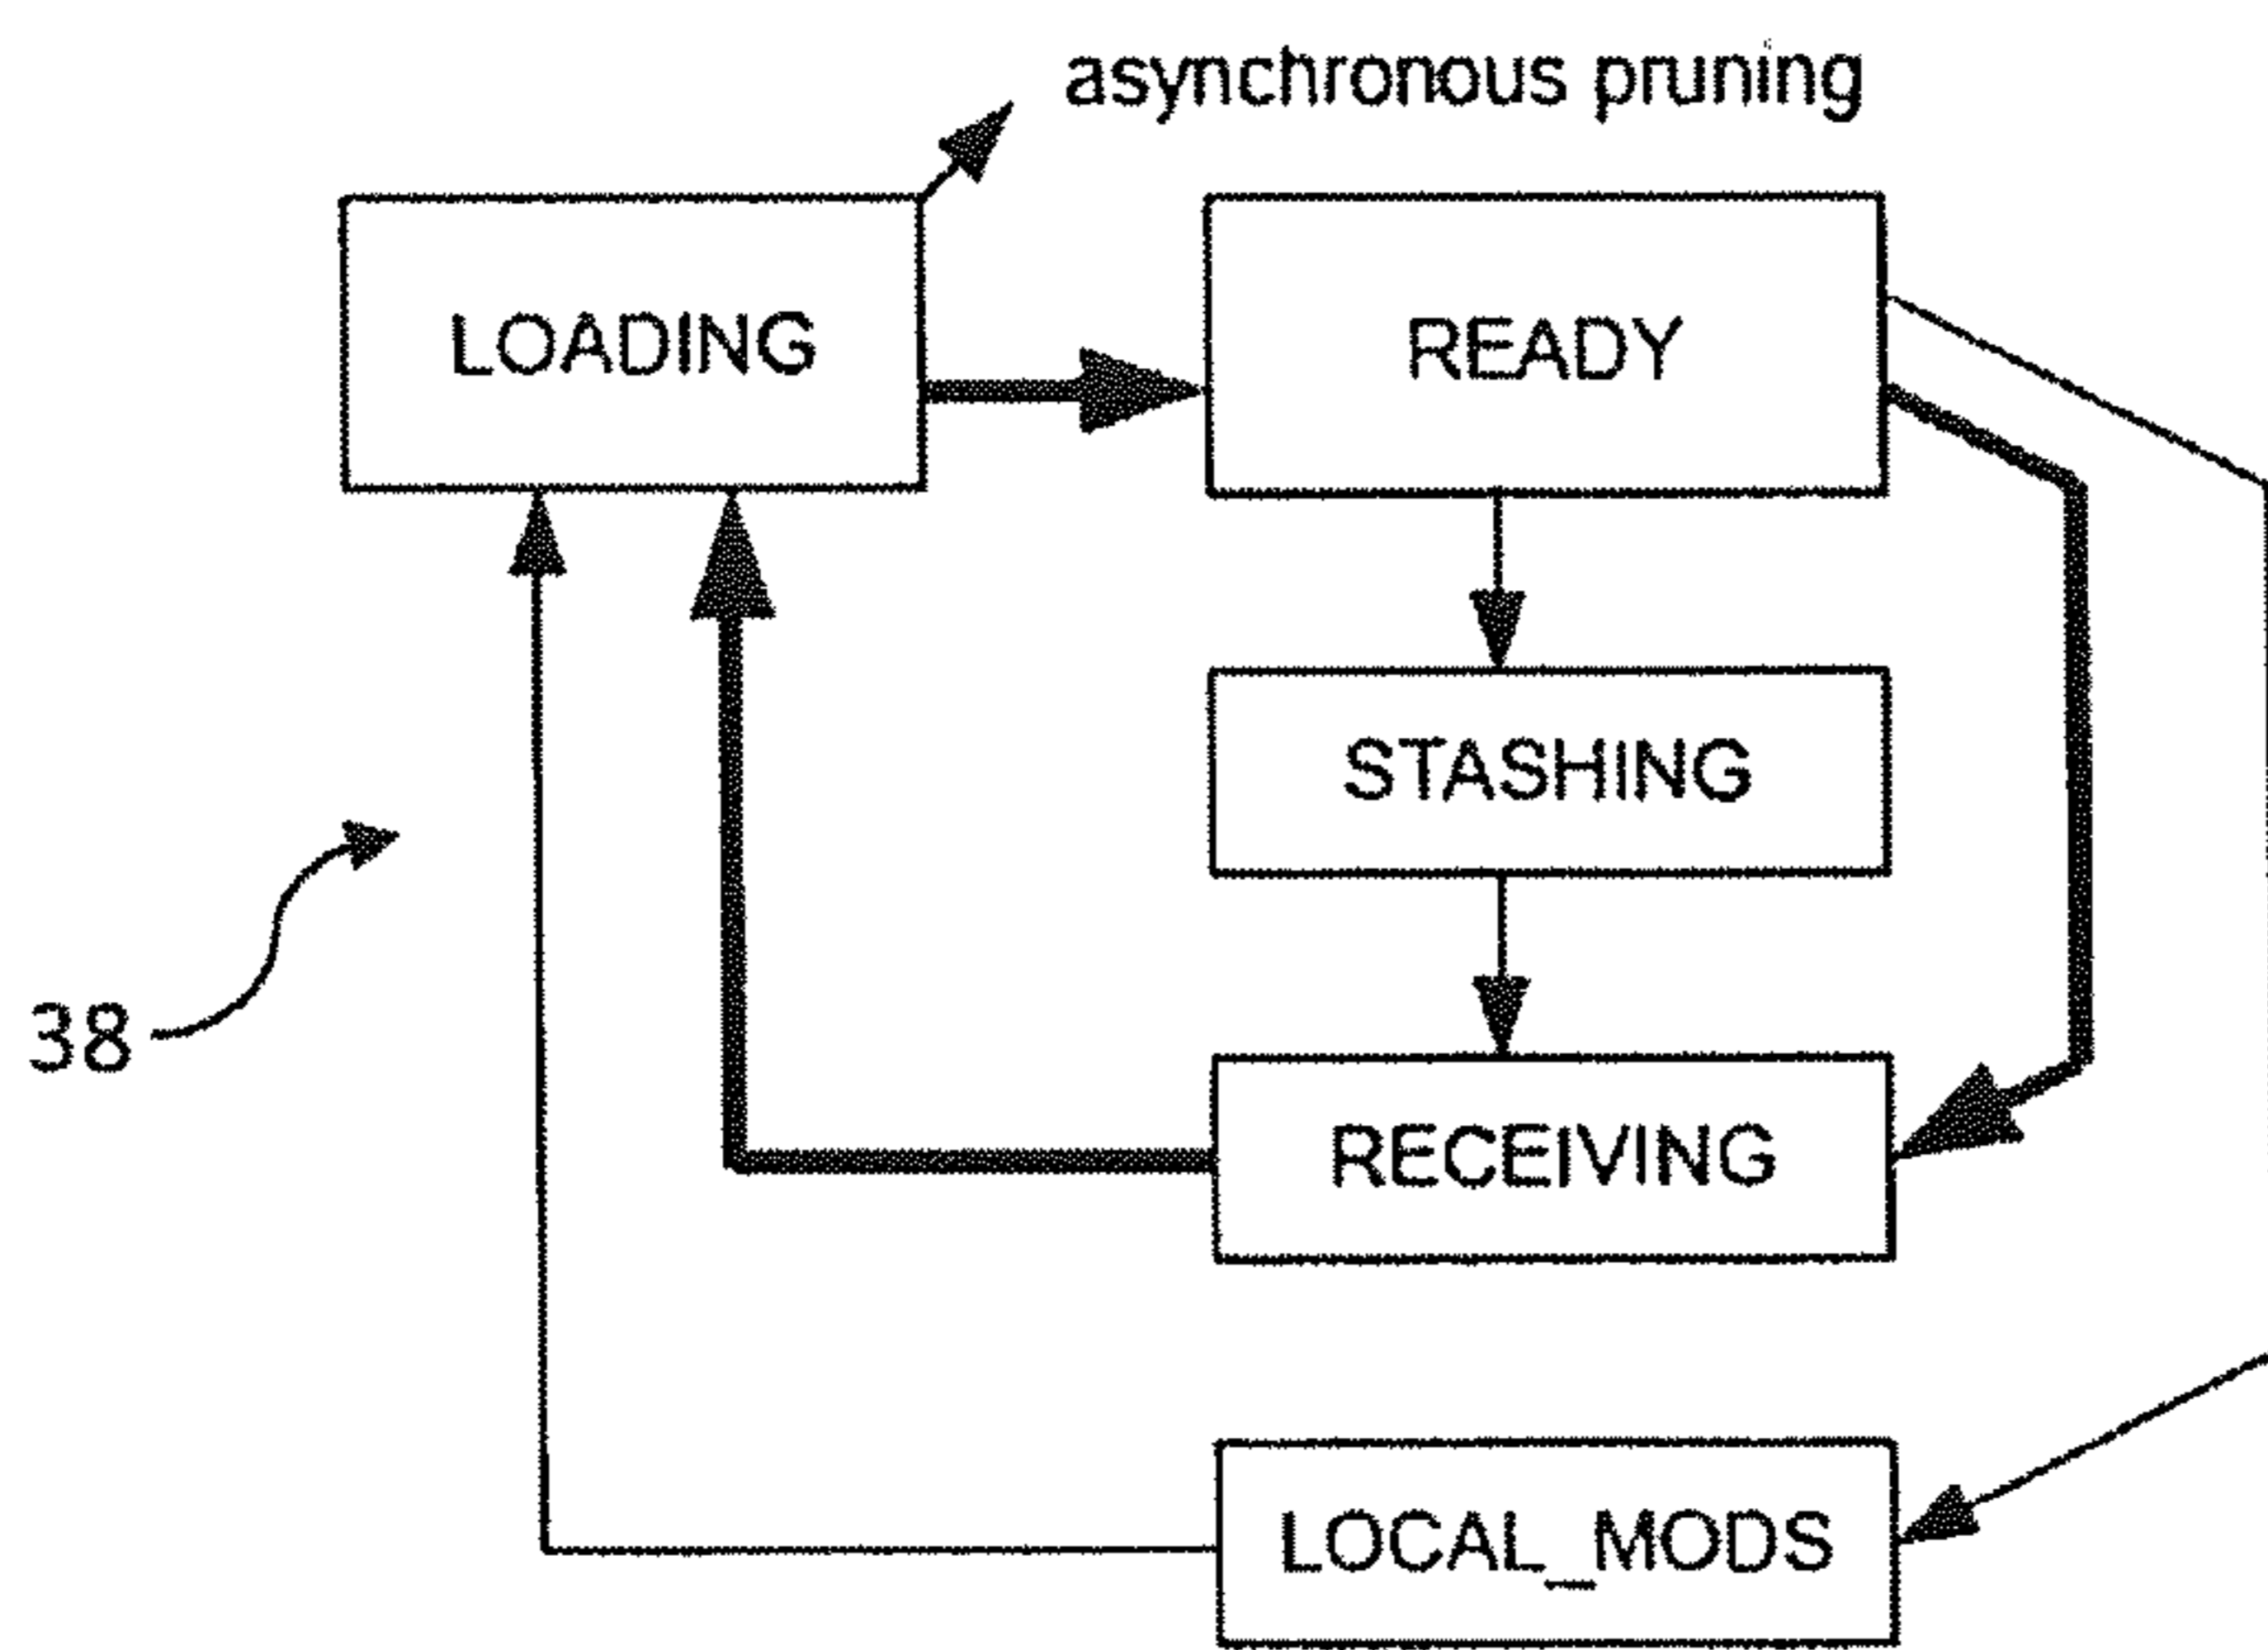 asynchronous pruning
LOADING
READY
STASHING
38
RECEIVING
LOCAL_MODS